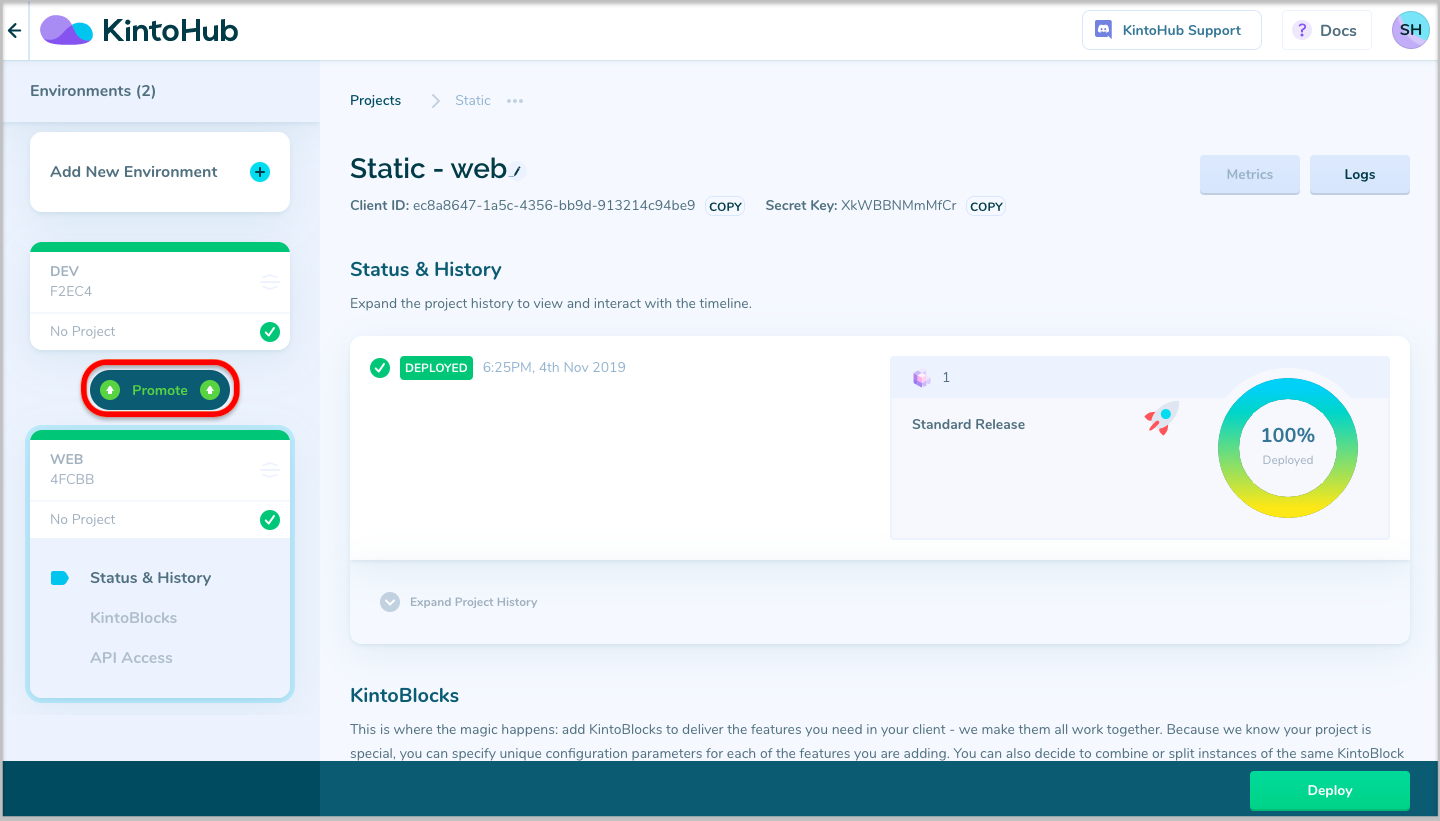 KintoHub
KintoHub Support
? Docs
SH
Environments (2)
Add New Environment
DEV
F2EC4
No Project
Promote
WEB
4FCBB
No Project
Status & History
KintoBlocks
API Access
Projects
Static
Static - web
Metrics
Logs
Client ID: ec8a8647-1a5c-4356-bb9d-913214c94be9 COPY Secret Key: XkWBBNMmMfCr COPY
Status & History
Expand the project history to view and interact with the timeline.
DEPLOYED 6:25PM, 4th Nov 2019
1
Standard Release
100%
Deployed
Expand Project History
KintoBlocks
This is where the magic happens: add KintoBlocks to deliver the features you need in your client - we make them all work together. Because we know your project is
special, you can specify unique configuration parameters for each of the features you are adding. You can also decide to combine or split instances of the same KintoBlock
Deploy